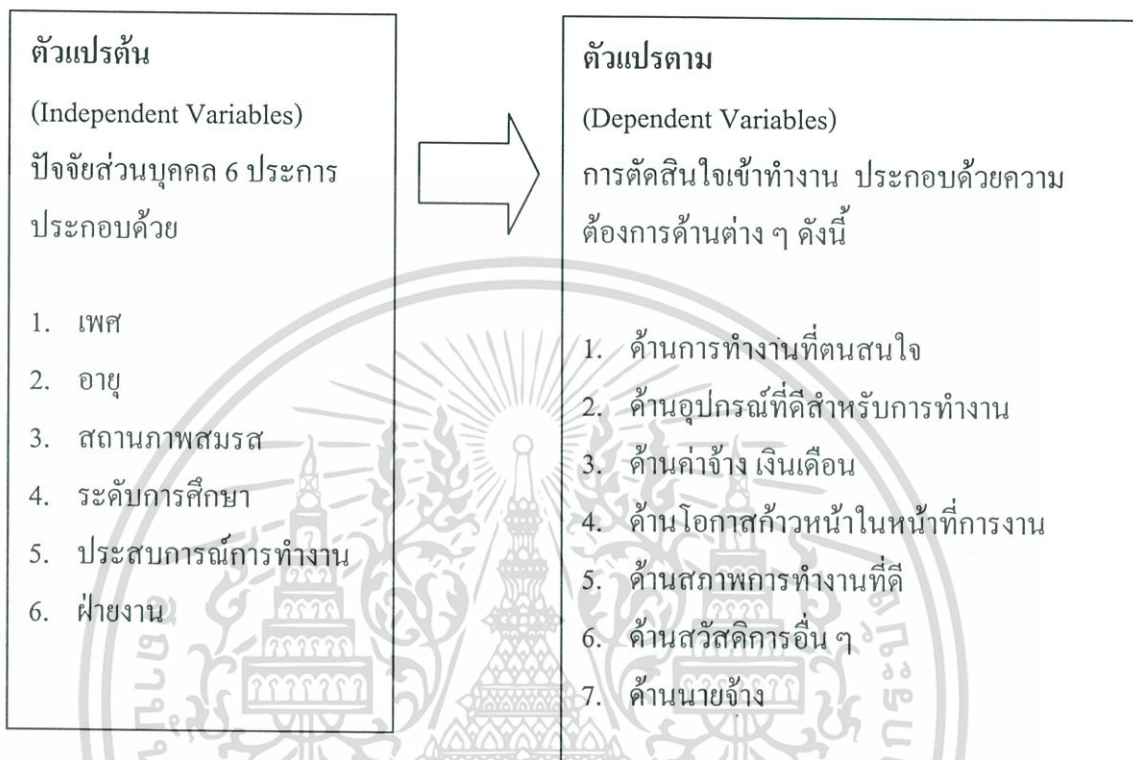 ตัวแปรต้น
(Independent Variables)
ปัจจัยส่วนบุคคล 6 ประการ
ประกอบด้วย
1. เพศ
2. อายุ
3. สถานภาพสมรส
4. ระดับการศึกษา
5. ประสบการณ์การทำงาน
6. ฝ่ายงาน
ตัวแปรตาม
(Dependent Variables)
การตัดสินใจเข้าทำงาน ประกอบด้วยความ
ต้องการด้านต่าง ๆ ดังนี้
1. ด้านการทำงานที่ตนสนใจ
2. ด้านอุปกรณ์ที่ดีสำหรับการทำงาน
3. ด้านค่าจ้าง เงินเดือน
4. ด้านโอกาสก้าวหน้าในหน้าที่การงาน
5. ด้านสภาพการทำงานที่ดี
6. ด้านสวัสดิการอื่น ๆ
7. ด้านนายจ้าง